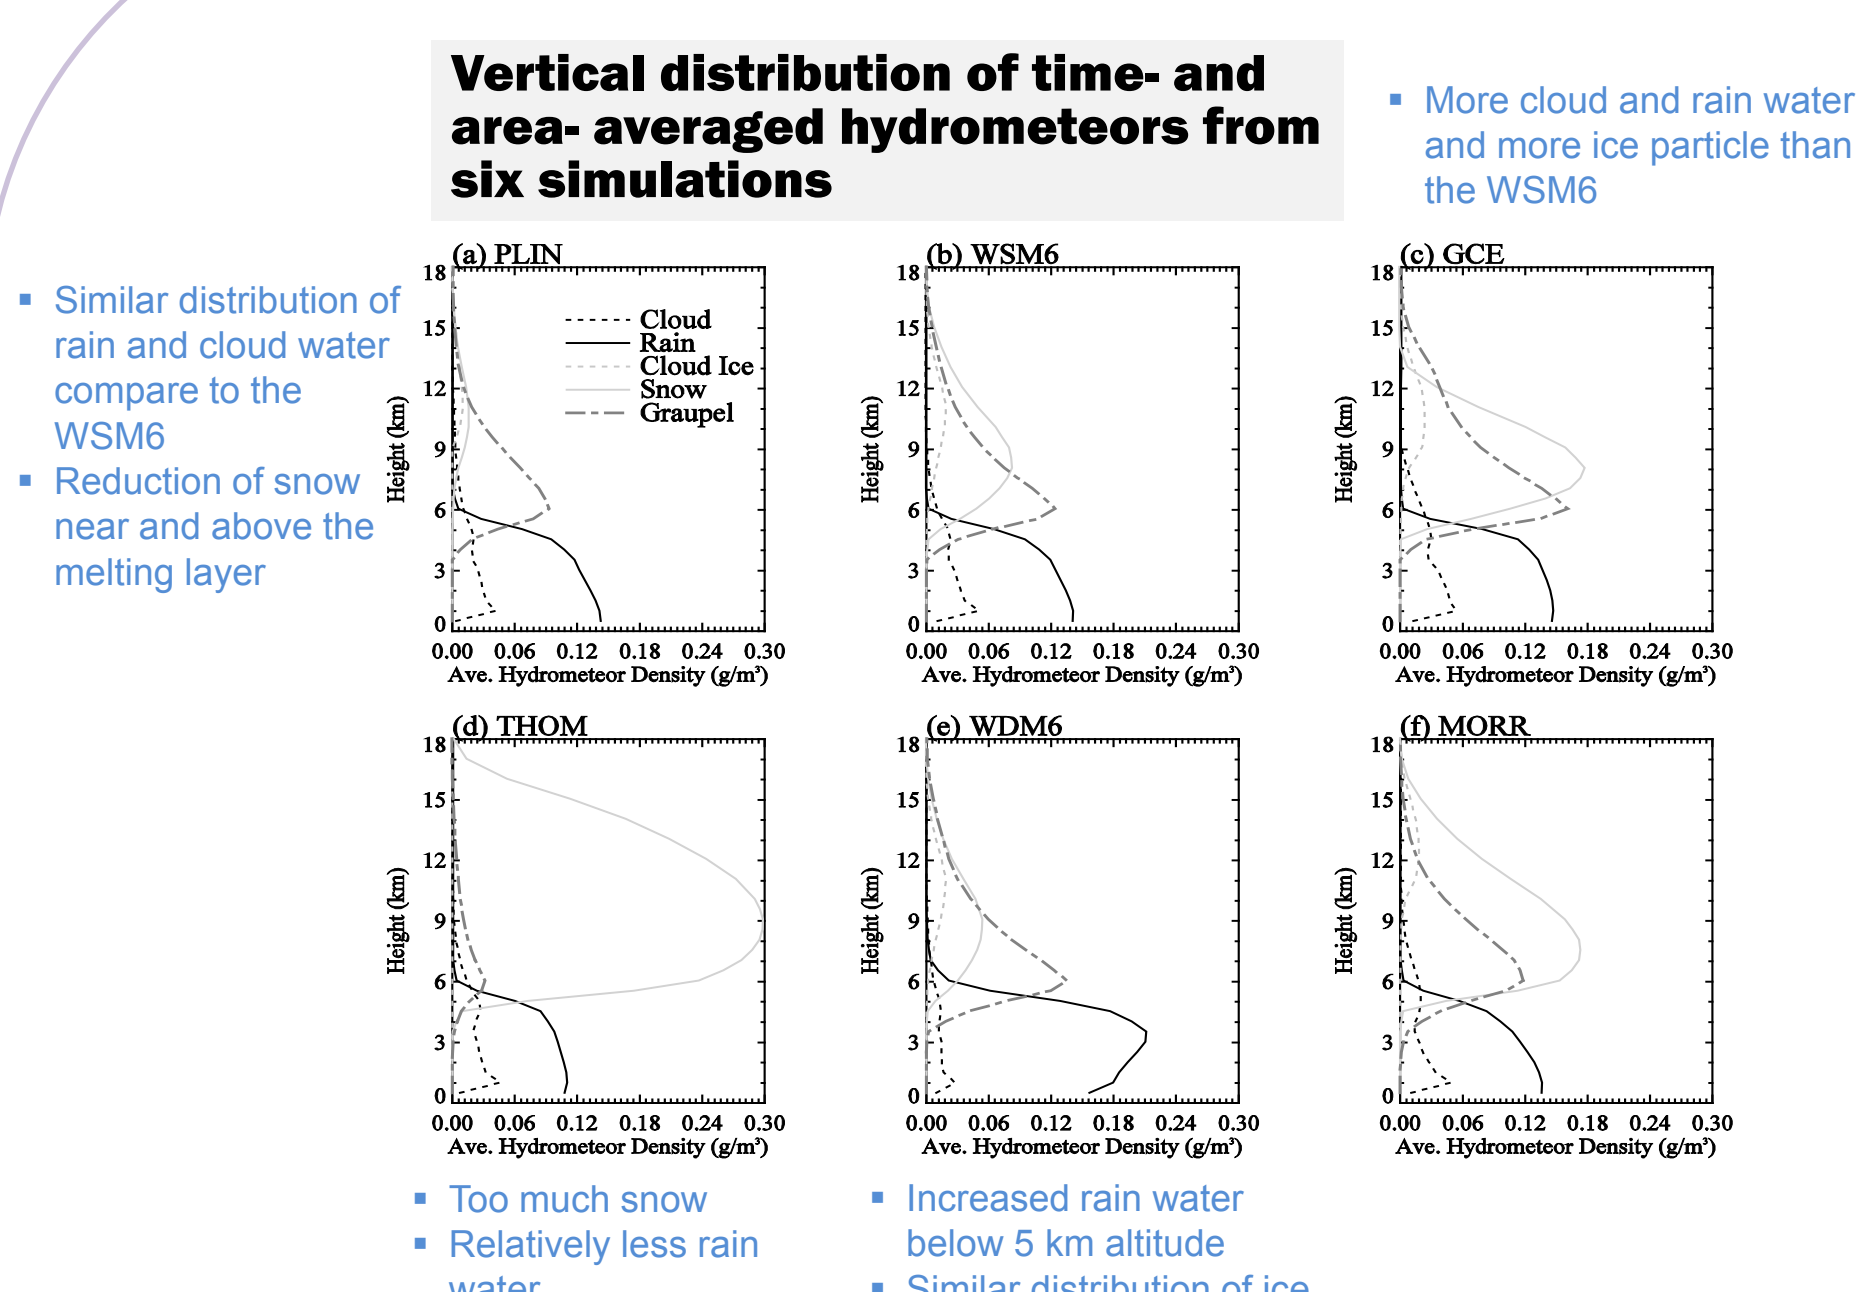 Vertical distribution of time- and
area- averaged hydrometeors from
six simulations
▪ More cloud and rain water
and more ice particle than
the WSM6
▪ Similar distribution of
rain and cloud water
compare to the
WSM6
▪ Reduction of snow
near and above the
melting layer
(a) PLIN
18
15
12
9
6
3
0
Height (km)
Cloud
Rain
Cloud Ice
Snow
Graupel
0.00 0.06 0.12 0.18 0.24 0.30
Ave. Hydrometeor Density (g/m³)
(b) WSM6
18
15
12
9
6
3
0
Height (km)
0.00 0.06 0.12 0.18 0.24 0.30
Ave. Hydrometeor Density (g/m³)
(c) GCE
18
15
12
9
6
3
0
Height (km)
0.00 0.06 0.12 0.18 0.24 0.30
Ave. Hydrometeor Density (g/m³)
(d) THOM
18
15
12
9
6
3
0
Height (km)
0.00 0.06 0.12 0.18 0.24 0.30
Ave. Hydrometeor Density (g/m³)
(e) WDM6
18
15
12
9
6
3
0
Height (km)
0.00 0.06 0.12 0.18 0.24 0.30
Ave. Hydrometeor Density (g/m³)
(f) MORR
18
15
12
9
6
3
0
Height (km)
0.00 0.06 0.12 0.18 0.24 0.30
Ave. Hydrometeor Density (g/m³)
▪ Too much snow
▪ Relatively less rain
water
▪ Increased rain water
below 5 km altitude
▪ Similar distribution of ice